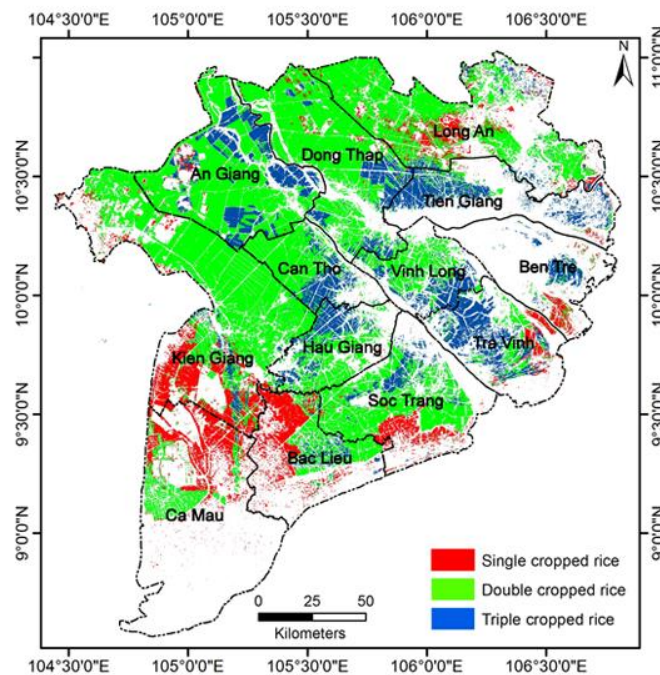 104°30'0"E 105°0'0"E 105°30'0"E 106°0'0"E 106°30'0"E
N
11°0'0"N
10°30'0"N 10°30'0"N
10°0'0"N 10°0'0"N
9°30'0"N 9°30'0"N
9°0'0"N 9°0'0"N
Long An
Dong Thap
An Giang
Tien Giang
Can Tho
Vinh Long
Ben Tre
Kien Giang
Hau Giang
Tra Vinh
Soc Trang
Bac Lieu
Ca Mau
Single cropped rice
Double cropped rice
Triple cropped rice
0 25 50
Kilometers
104°30'0"E 105°0'0"E 105°30'0"E 106°0'0"E 106°30'0"E